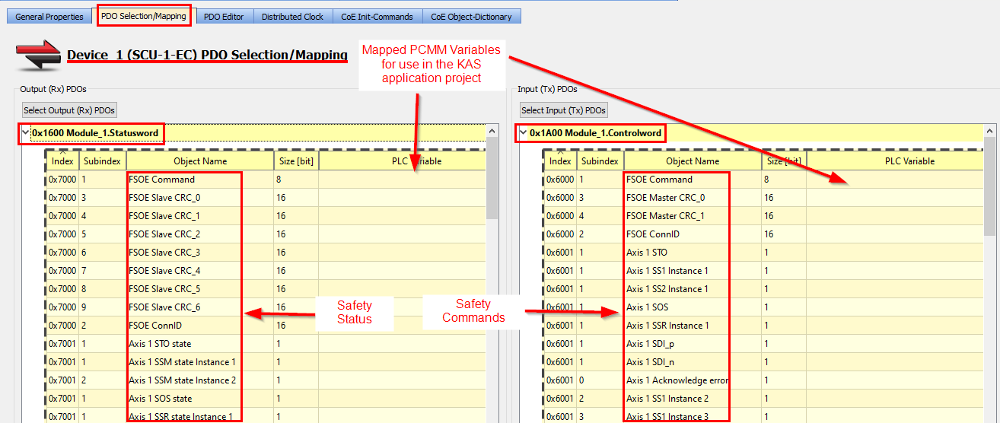 General Properties PDO Selection/Mapping PDO Editor Distributed Clock CoE Init-Commands CoE Object-Dictionary
Device_1 (SCU-1-EC) PDO Selection/Mapping
Mapped PCMM Variables
for use in the KAS
application project
Output (Rx) PDOs
Select Output (Rx) PDOs
0x1600 Module_1.Statusword
Index Subindex Object Name Size [bit] PLC Variable
0x7000 1 FSOE Command 8
0x7000 3 FSOE Slave CRC_0 16
0x7000 4 FSOE Slave CRC_1 16
0x7000 5 FSOE Slave CRC_2 16
0x7000 6 FSOE Slave CRC_3 16
0x7000 7 FSOE Slave CRC_4 16
0x7000 8 FSOE Slave CRC_5 16
0x7000 9 FSOE Slave CRC_6 16
0x7000 2 FSOE ConnID 16
0x7001 1 Axis 1 STO state 1
0x7001 1 Axis 1 SSM state Instance 1 1
0x7001 2 Axis 1 SSM state Instance 2 1
0x7001 1 Axis 1 SOS state 1
0x7001 1 Axis 1 SSR state Instance 1 1
Safety
Status
Input (Tx) PDOs
Select Input (Tx) PDOs
0x1A00 Module_1.Controlword
Index Subindex Object Name Size [bit] PLC Variable
0x6000 1 FSOE Command 8
0x6000 3 FSOE Master CRC_0 16
0x6000 4 FSOE Master CRC_1 16
0x6000 2 FSOE ConnID 16
0x6001 1 Axis 1 STO 1
0x6001 1 Axis 1 SS1 Instance 1 1
0x6001 1 Axis 1 SS2 Instance 1 1
0x6001 1 Axis 1 SOS 1
0x6001 1 Axis 1 SSR Instance 1 1
0x6001 1 Axis 1 SDI_p 1
0x6001 1 Axis 1 SDI_n 1
0x6001 0 Axis 1 Acknowledge error 1
0x6001 2 Axis 1 SS1 Instance 2 1
0x6001 3 Axis 1 SS1 Instance 3 1
Safety
Commands